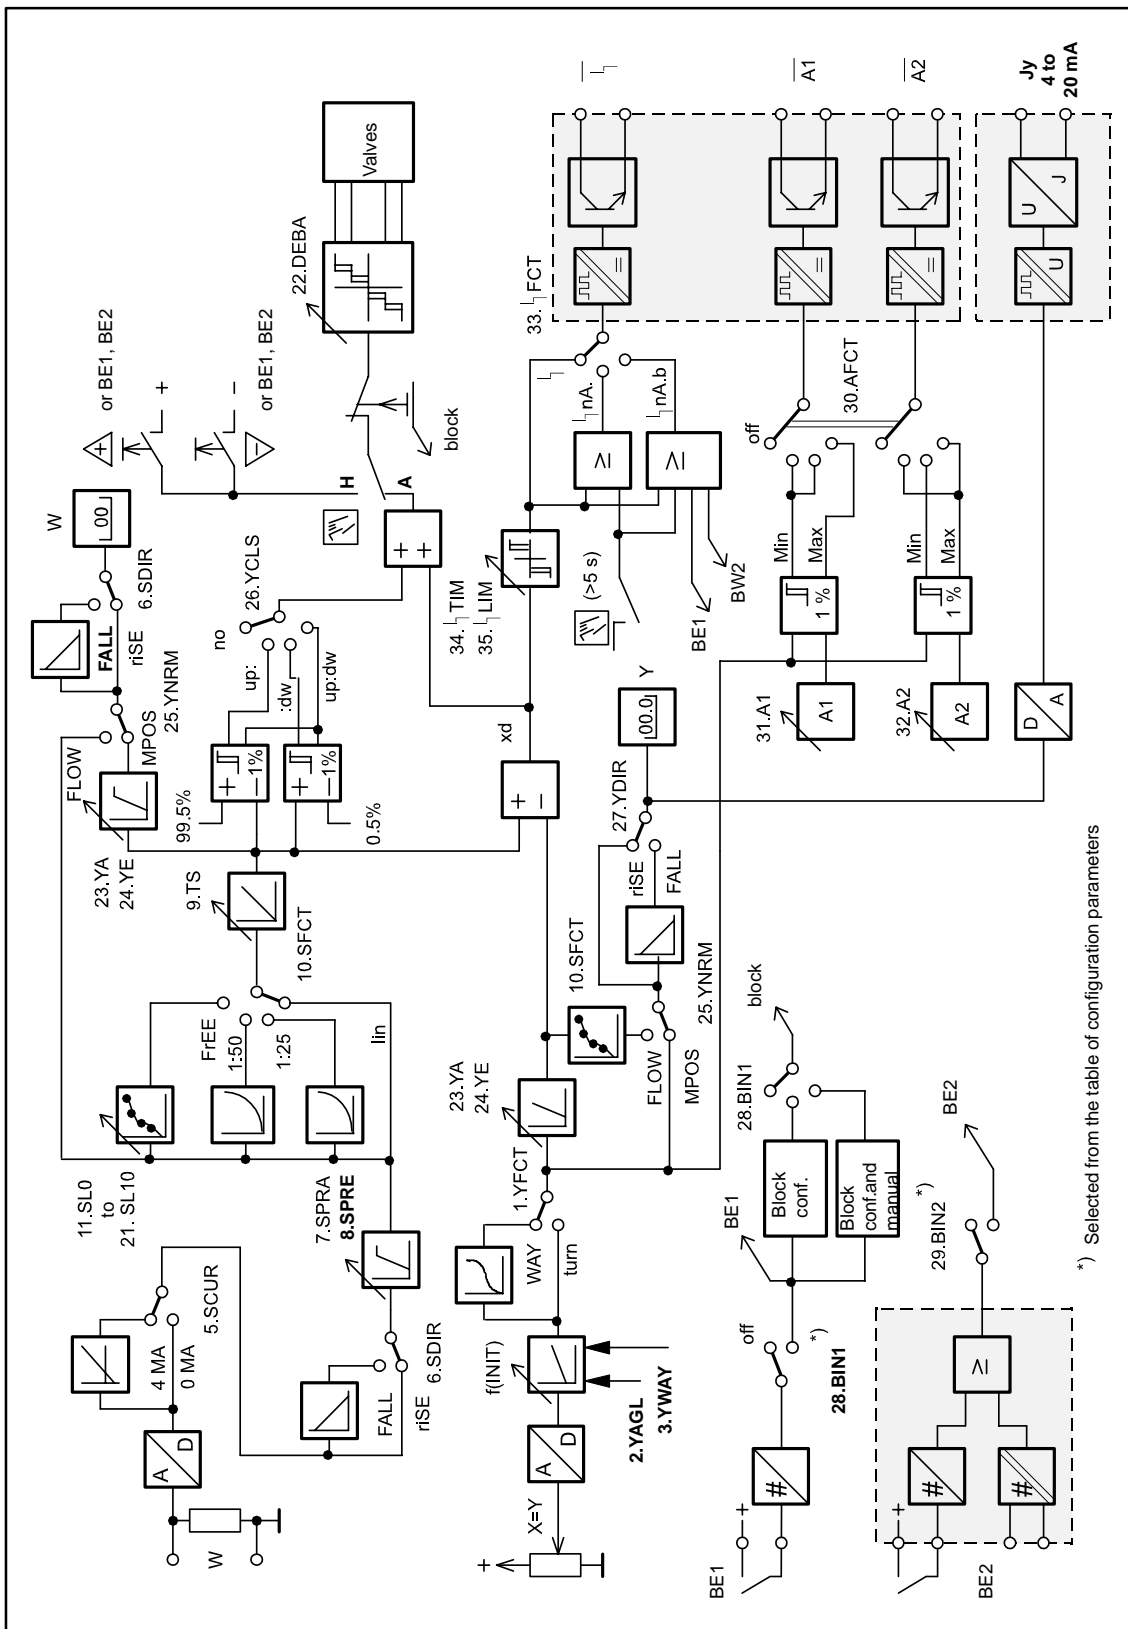 W
A
D
4 MA
0 MA
5.SCUR
FALL
riSE
6.SDIR
7.SPRA
8.SPRE
11.SL0
to
21. SL10
FrEE
1:50
1:25
lin
10.SFCT
9.TS
23.YA
24.YE
FLOW
MPOS
25.YNRM
FALL
riSE
6.SDIR
W
00
99.5%
0.5%
+
–1%
+
–1%
no
up:
:dw
up:dw
26.YCLS
+
+
H
A
or BE1, BE2
+
–
or BE1, BE2
+
–
block
22.DEBA
Valves
X=Y
+
A
D
f(INIT)
2.YAGL
3.YWAY
WAY
turn
1.YFCT
23.YA
24.YE
10.SFCT
FLOW
MPOS
25.YNRM
riSE
FALL
27.YDIR
Y
00.0
+
–
xd
34. TIM
35. LIM
(>5 s)
BE1
BW2
≥I
≥I
nA.
nA.b
33. FCT
=
31.A1
A1
32.A2
A2
1 %
1 %
Min
Max
Min
Max
off
30.AFCT
=
=
A1
A2
D
A
U
U
J
Jy
4 to
20 mA
BE1
+
#
off
*)
28.BIN1
BE1
Block
conf.
Block
conf.and
manual
28.BIN1
block
BE2
+
#
#
≥I
29.BIN2
*)
BE2
*) Selected from the table of configuration parameters